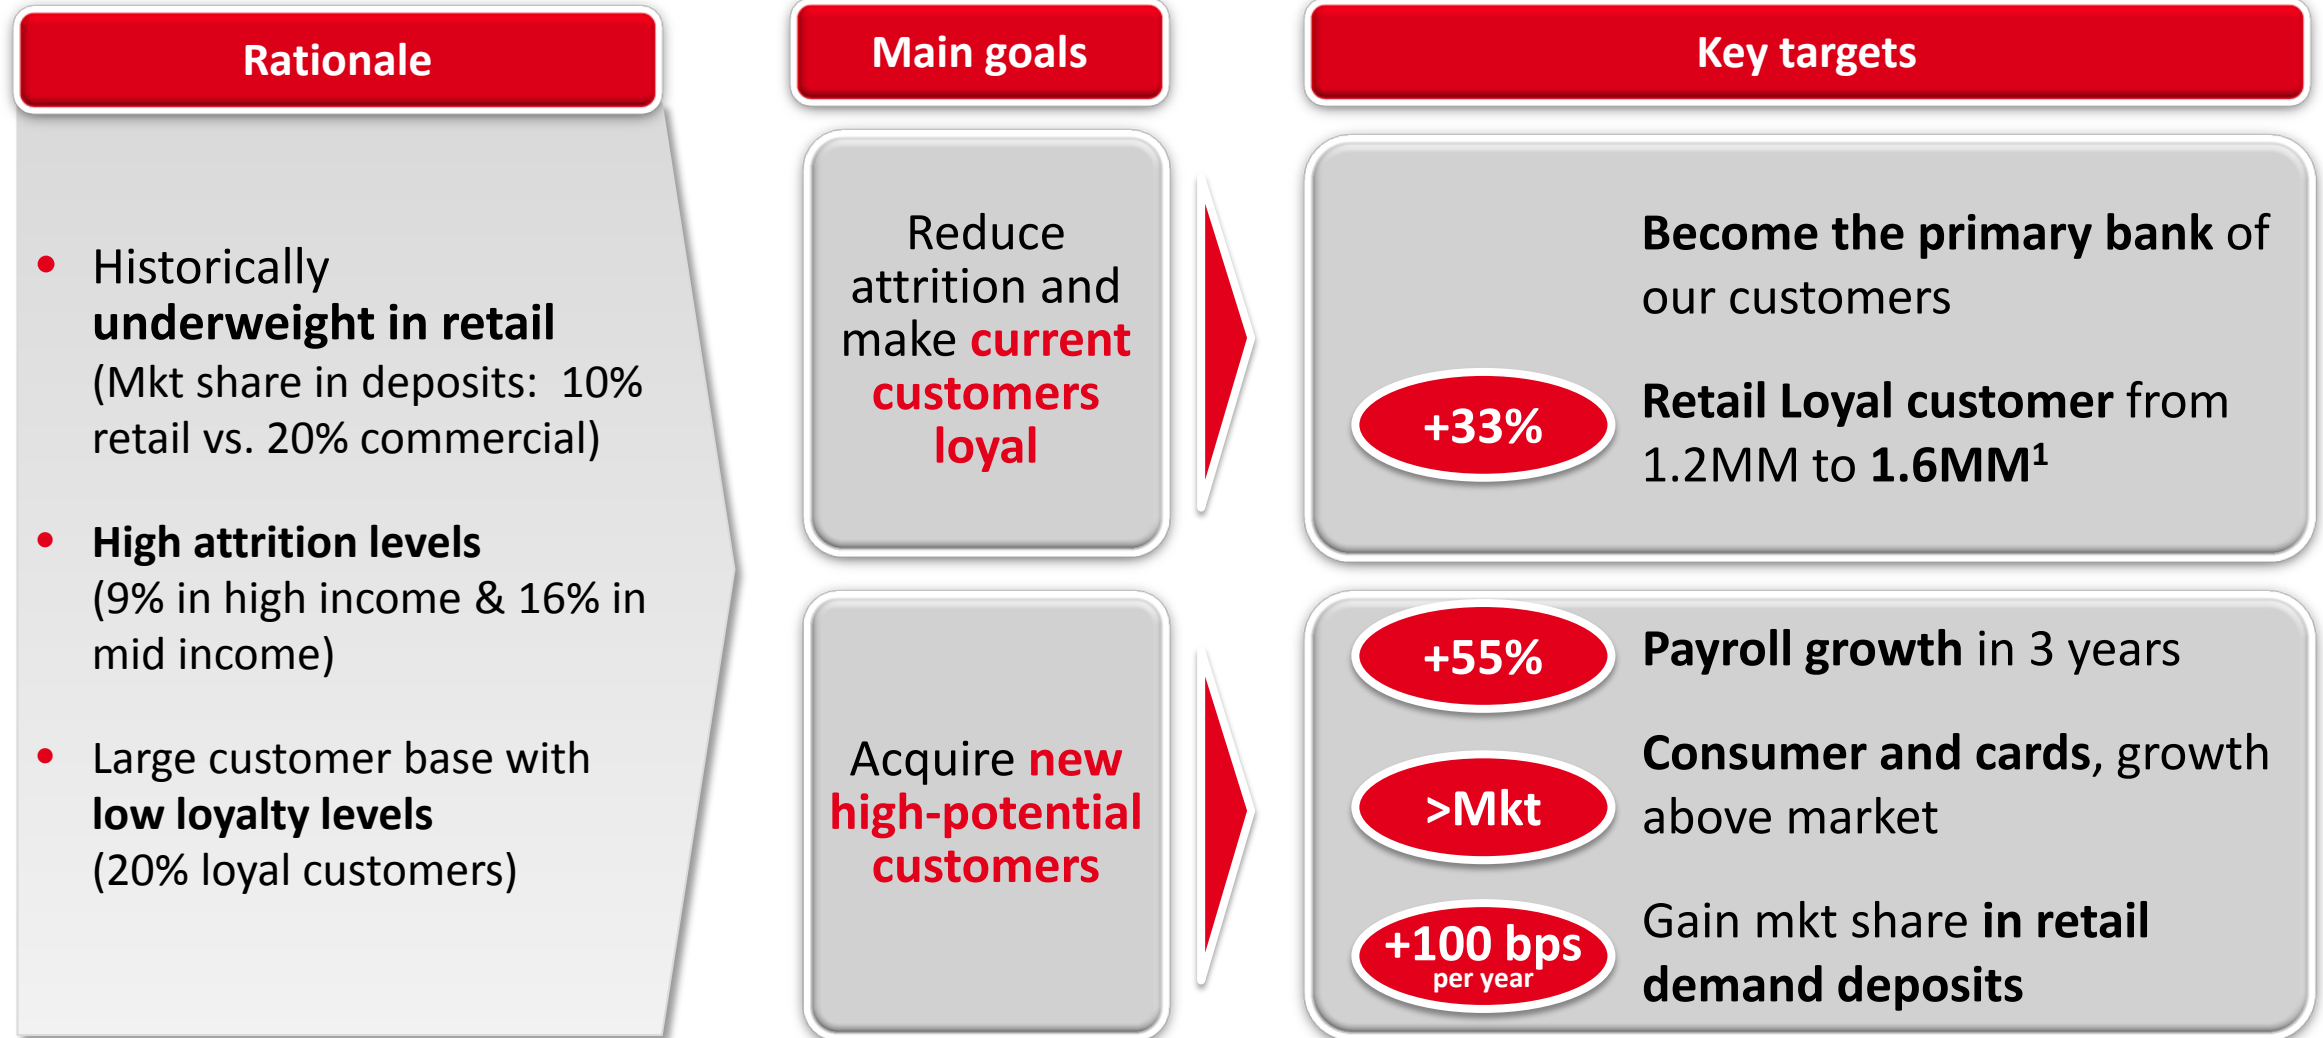 Rationale
• Historically
underweight in retail
(Mkt share in deposits: 10%
retail vs. 20% commercial)
• High attrition levels
(9% in high income & 16% in
mid income)
• Large customer base with
low loyalty levels
(20% loyal customers)
Main goals
Reduce
attrition and
make current
customers
loyal
Acquire new
high-potential
customers
Key targets
Become the primary bank of
our customers
+33%
Retail Loyal customer from
1.2MM to 1.6MM¹
+55%
Payroll growth in 3 years
>Mkt
Consumer and cards, growth
above market
+100 bps
per year
Gain mkt share in retail
demand deposits